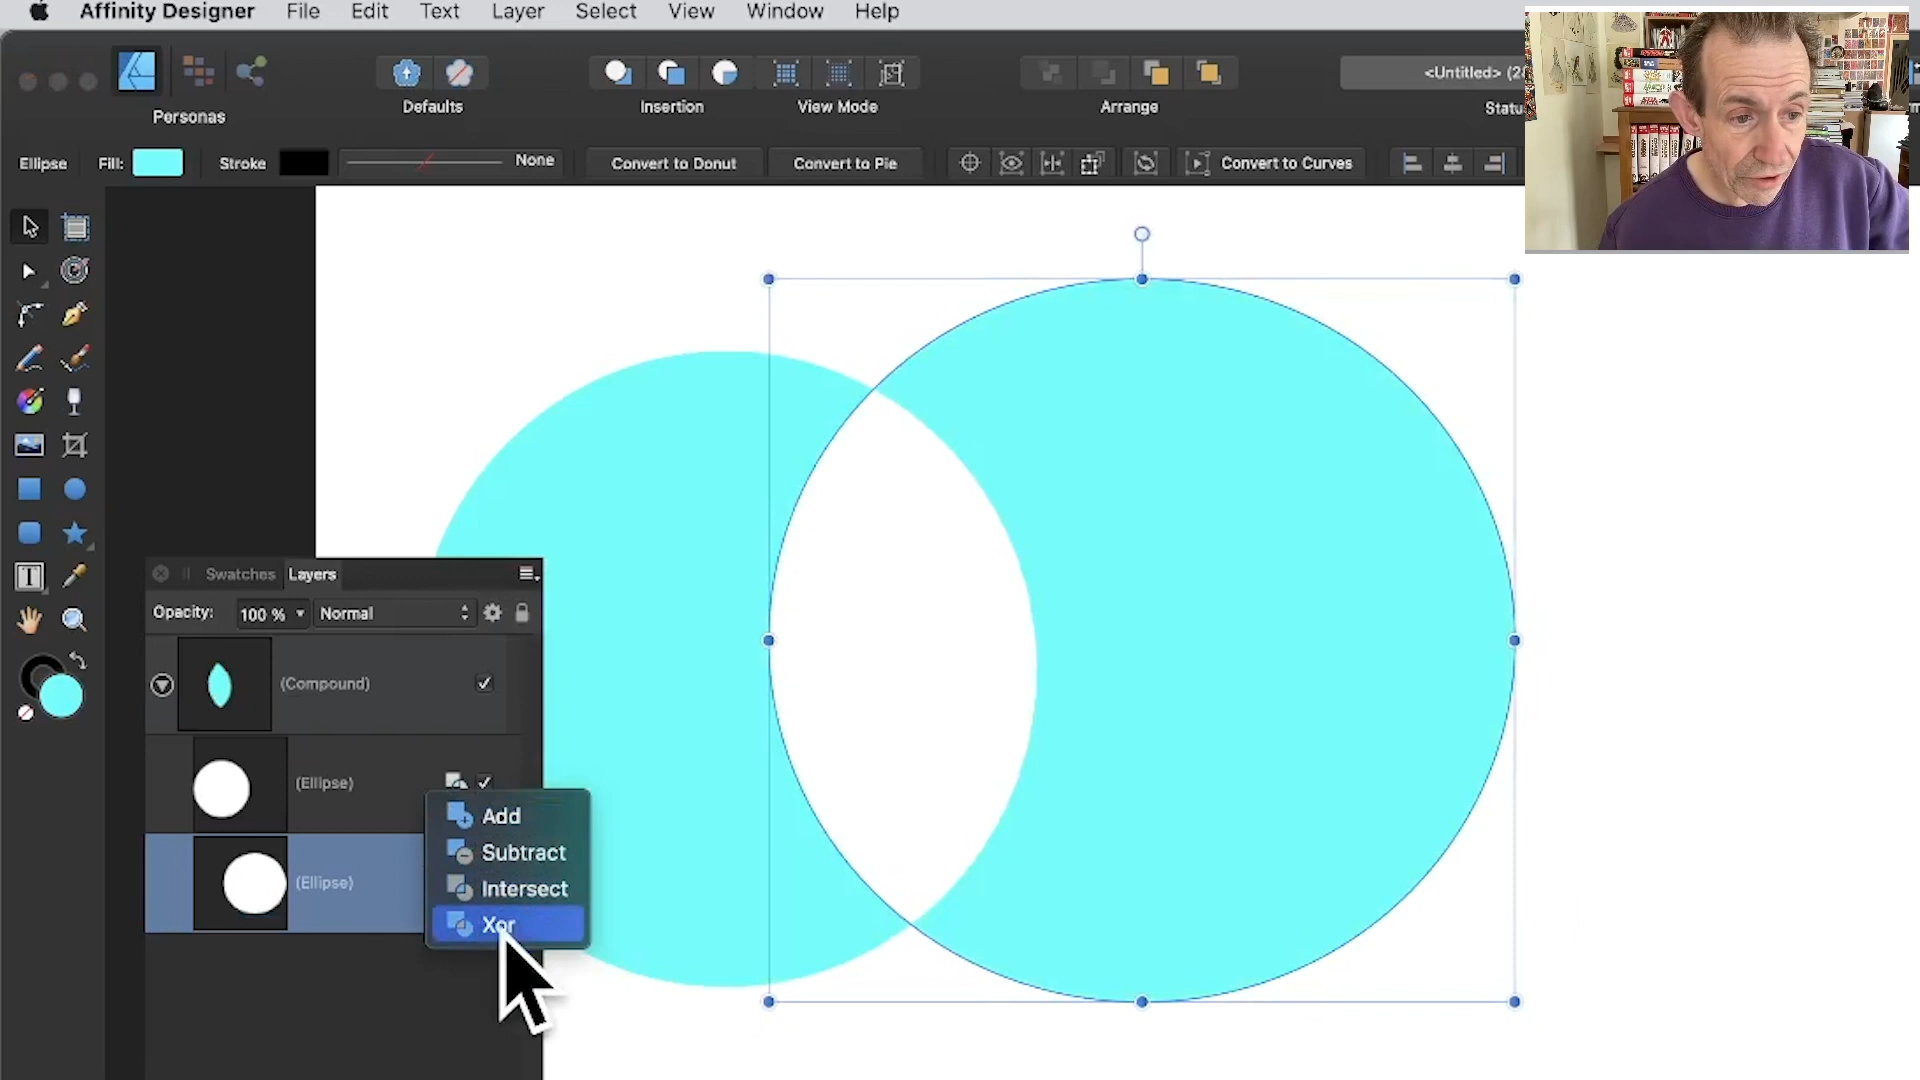 Affinity Designer File Edit Text Layer Select View Window Help
<Untitled> (28
Personas Defaults Insertion View Mode Arrange Statu
Ellipse Fill: Stroke None Convert to Donut Convert to Pie Convert to Curves
Swatches Layers
Opacity: 100 % Normal
(Compound)
(Ellipse)
Add
Subtract
(Ellipse)
Intersect
Xor
T